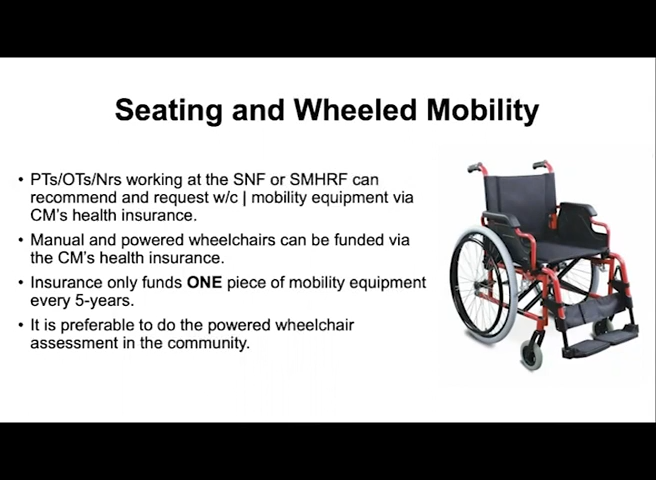 Seating and Wheeled Mobility
• PTs/OTs/Nrs working at the SNF or SMHRF can
recommend and request w/c | mobility equipment via
CM's health insurance.
• Manual and powered wheelchairs can be funded via
the CM's health insurance.
• Insurance only funds ONE piece of mobility equipment
every 5-years.
• It is preferable to do the powered wheelchair
assessment in the community.